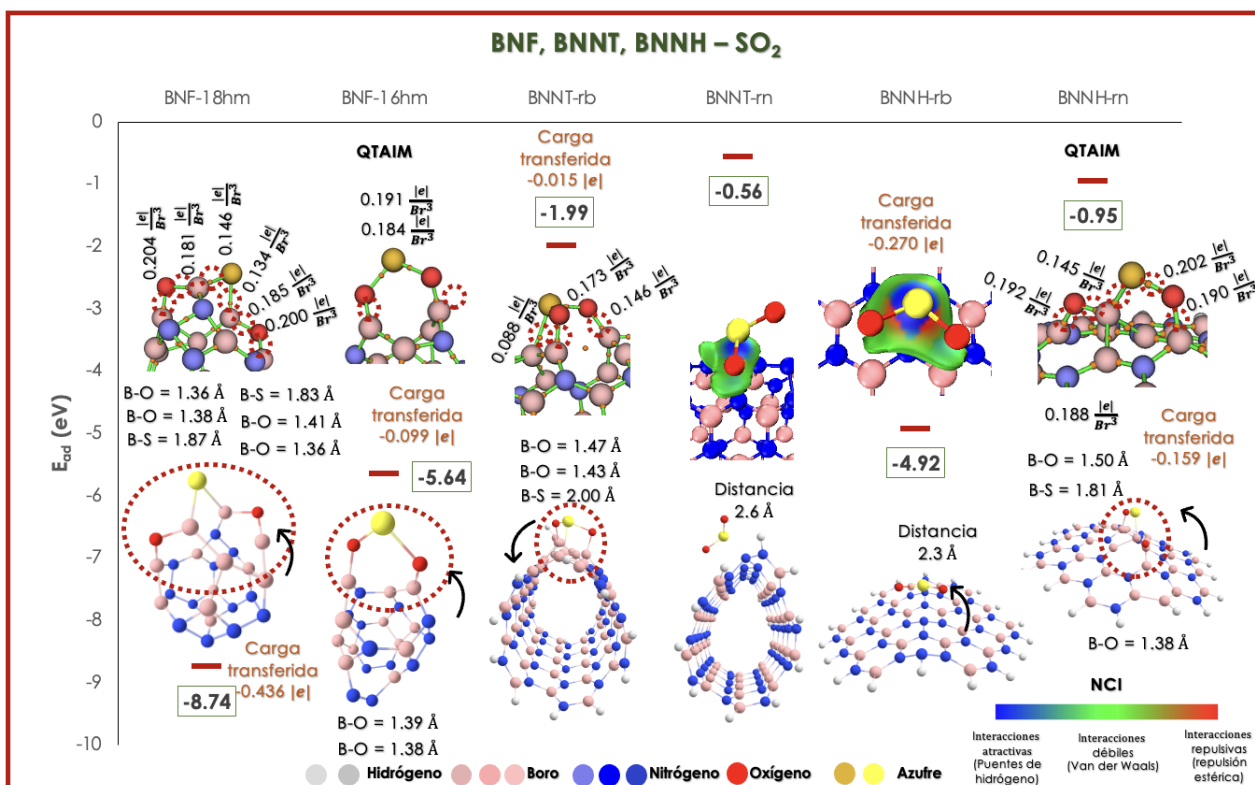 BNF, BNNT, BNNH – SO₂
BNF-18hm
BNF-16hm
BNNT-rb
BNNT-rn
BNNH-rb
BNNH-rn
E_ad (eV)
0
-1
-2
-3
-4
-5
-6
-7
-8
-9
-10
0.204 |e|/Br³
0.181 |e|/Br³
0.146 |e|/Br³
0.134 |e|/Br³
0.185 |e|/Br³
0.200 |e|/Br³
B-O = 1.36 Å
B-O = 1.38 Å
B-S = 1.87 Å
B-S = 1.83 Å
B-O = 1.41 Å
B-O = 1.36 Å
Carga
transferida
-0.436 |e|
-8.74
QTAIM
0.191 |e|/Br³
0.184 |e|/Br³
Carga
transferida
-0.099 |e|
-5.64
B-O = 1.39 Å
B-O = 1.38 Å
Carga
transferida
-0.015 |e|
-1.99
0.088 |e|/Br³
0.173 |e|/Br³
0.146 |e|/Br³
B-O = 1.47 Å
B-O = 1.43 Å
B-S = 2.00 Å
-0.56
Distancia
2.6 Å
Carga
transferida
-0.270 |e|
-4.92
Distancia
2.3 Å
QTAIM
-0.95
0.192 |e|/Br³
0.145 |e|/Br³
0.202 |e|/Br³
0.190 |e|/Br³
0.188 |e|/Br³
Carga
transferida
-0.159 |e|
B-O = 1.50 Å
B-S = 1.81 Å
B-O = 1.38 Å
NCI
Interacciones
atractivas
(Puentes de
hidrógeno)
Interacciones
débiles
(Van der Waals)
Interacciones
repulsivas
(repulsión
estérica)
Hidrógeno
Boro
Nitrógeno
Oxígeno
Azufre